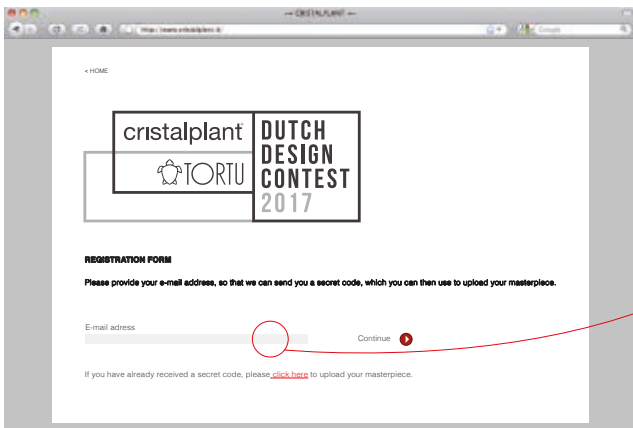 — CRISTALPLANT —
Google
< HOME
cristalplant
TORTU
DUTCH
DESIGN
CONTEST
2017
REGISTRATION FORM
Please provide your e-mail address, so that we can send you a secret code, which you can then use to upload your masterpiece.
E-mail adress
Continue
If you have already received a secret code, please click here to upload your masterpiece.